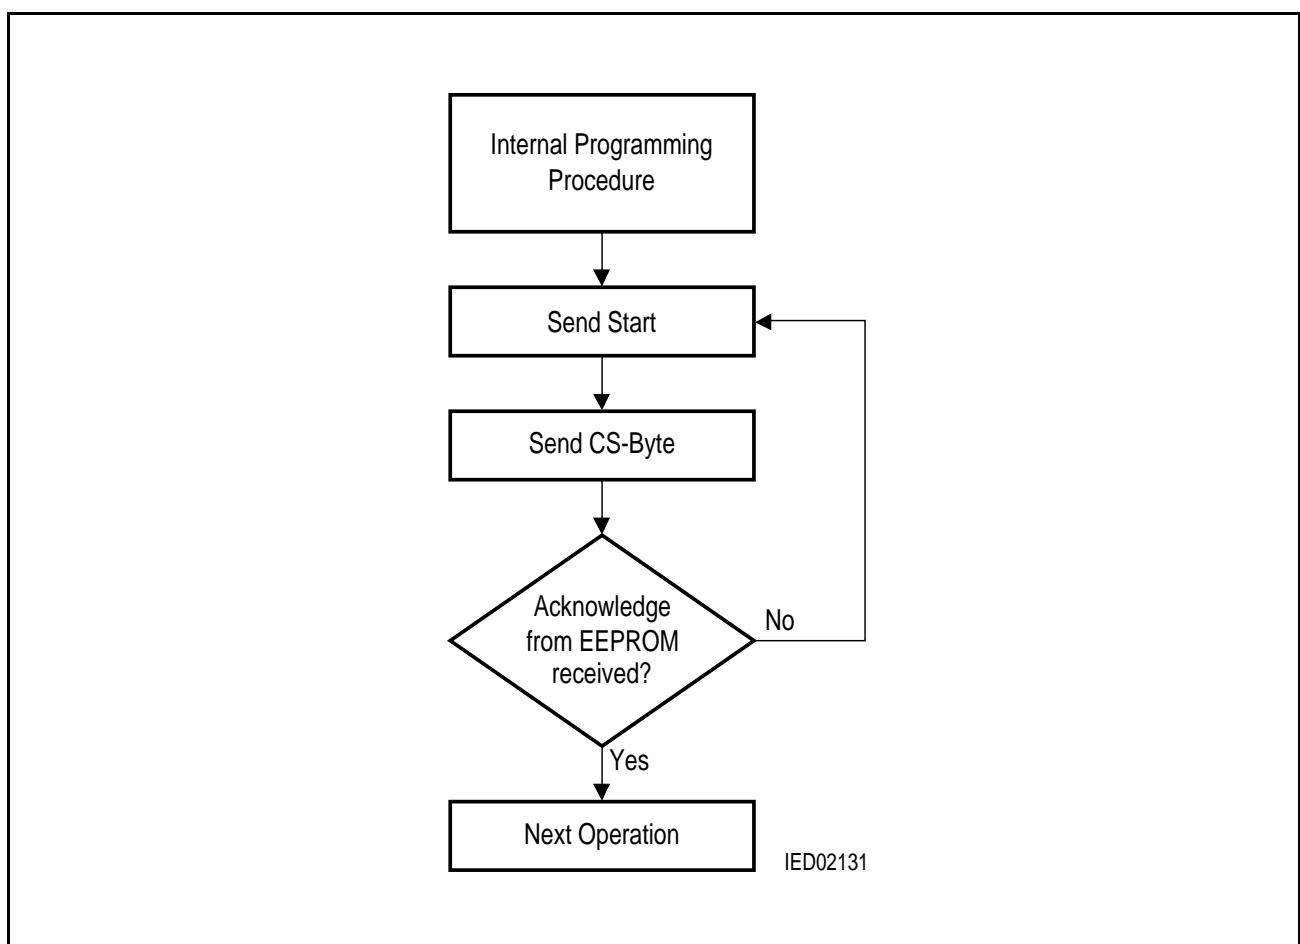 Internal Programming
Procedure
Send Start
Send CS-Byte
Acknowledge
from EEPROM
received?
No
Yes
Next Operation
IED02131